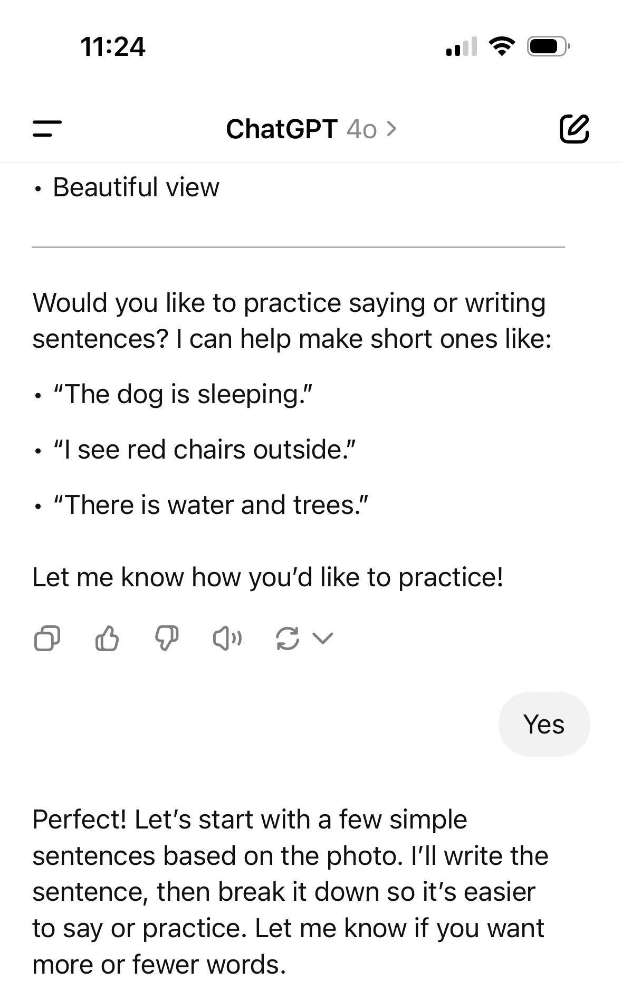 11:24
ChatGPT 4o >
• Beautiful view
Would you like to practice saying or writing
sentences? I can help make short ones like:
• “The dog is sleeping.”
• “I see red chairs outside.”
• “There is water and trees.”
Let me know how you’d like to practice!
Yes
Perfect! Let’s start with a few simple
sentences based on the photo. I’ll write the
sentence, then break it down so it’s easier
to say or practice. Let me know if you want
more or fewer words.